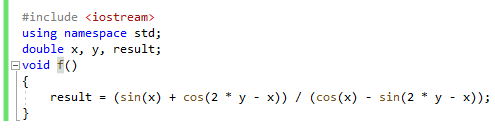 #include <iostream>
using namespace std;
double x, y, result;
void f()
{
    result = (sin(x) + cos(2 * y - x)) / (cos(x) - sin(2 * y - x));
}